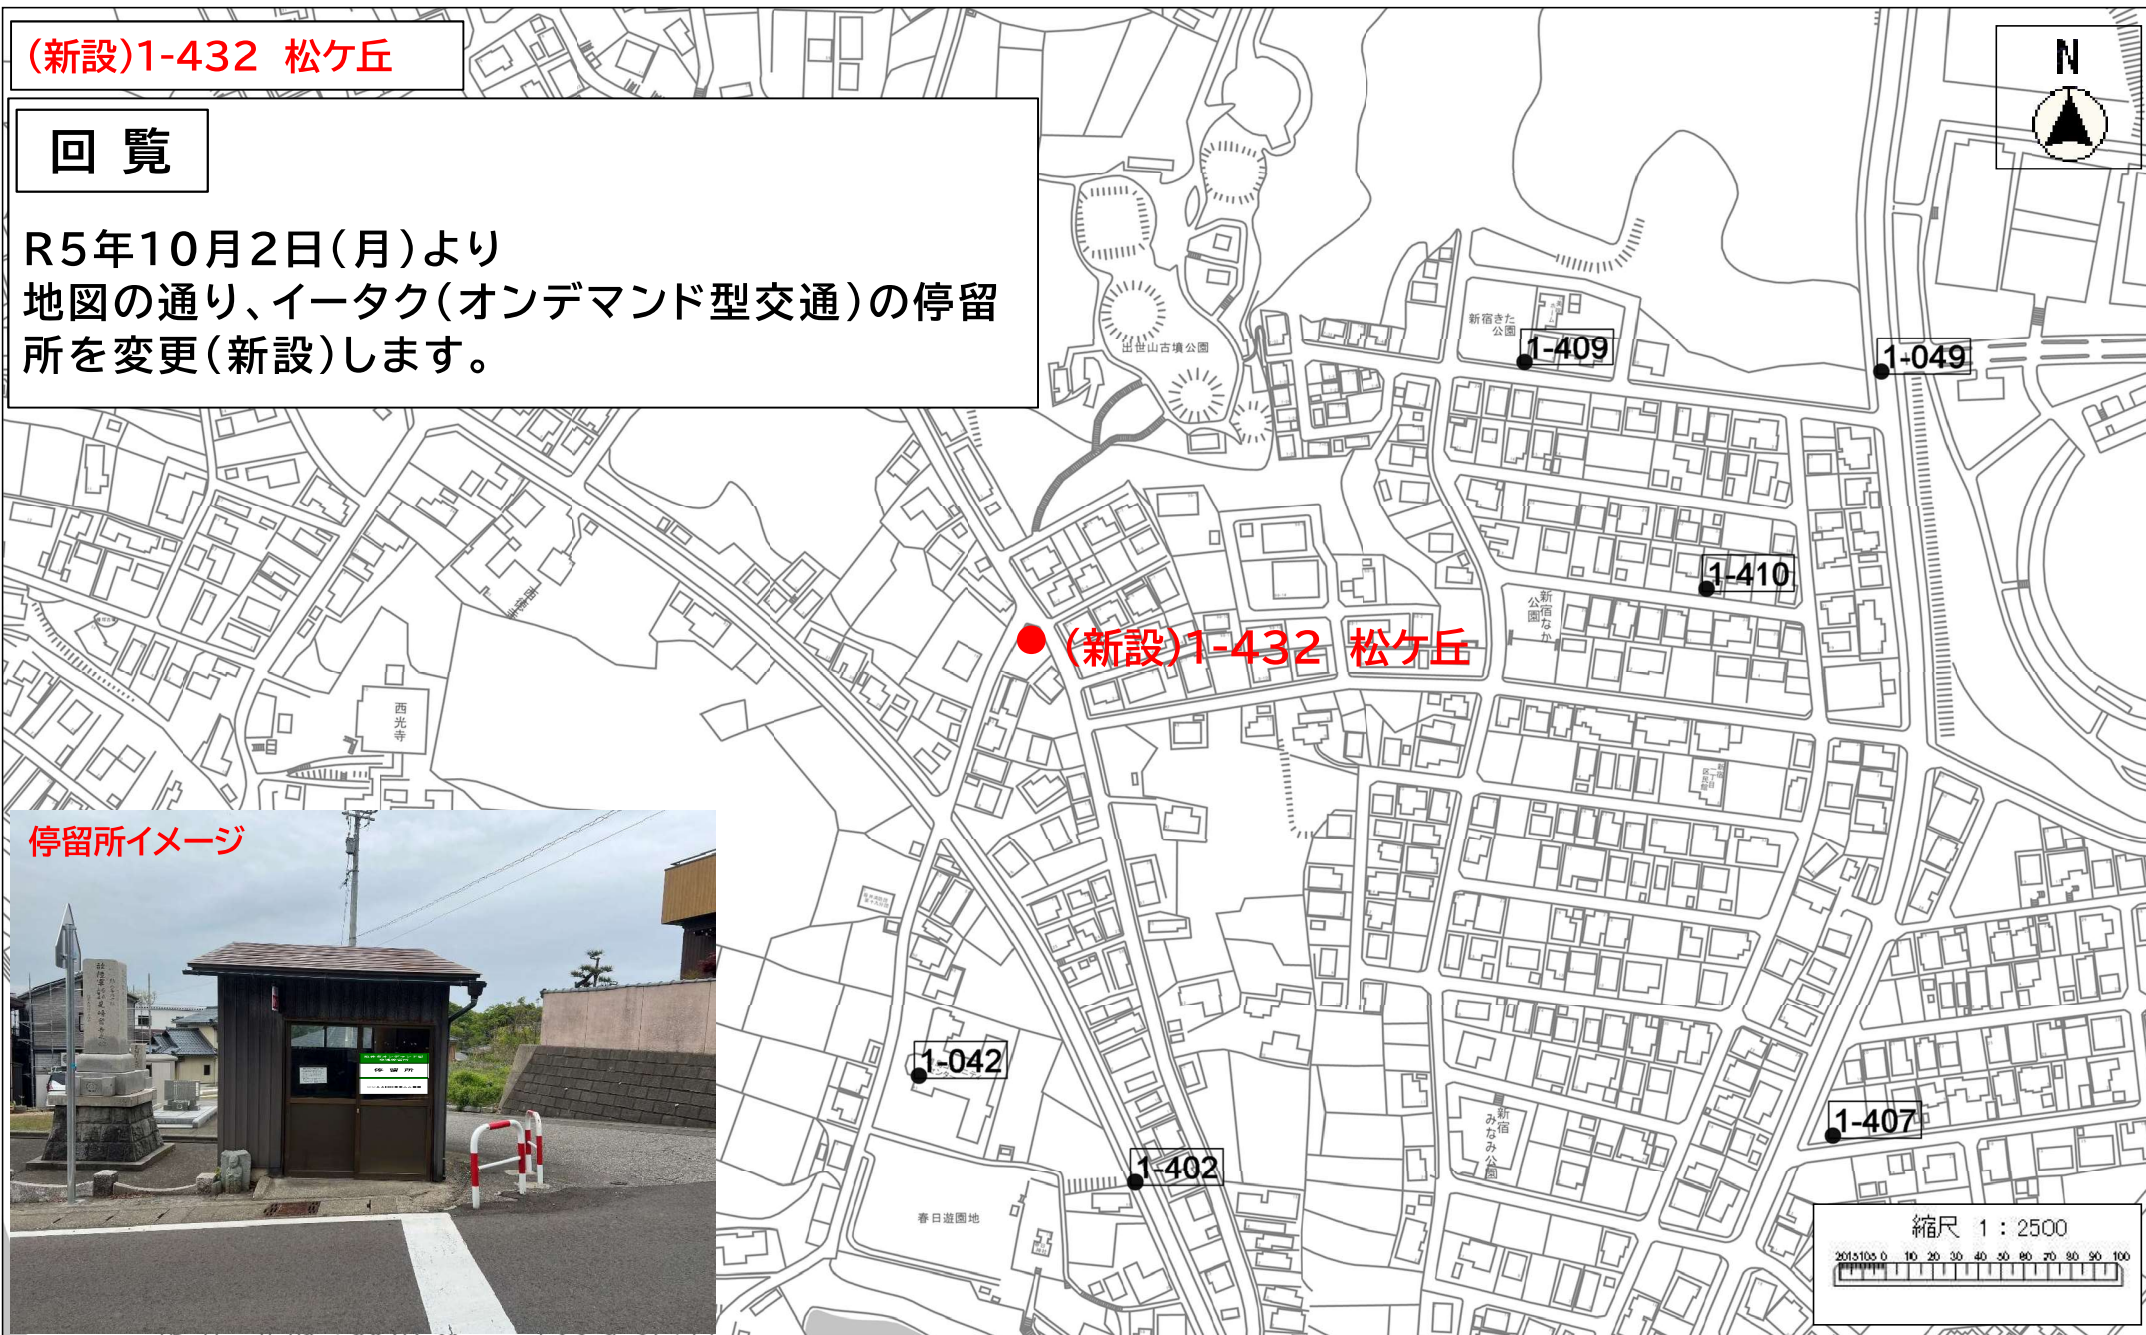 (新設)1-432 松ケ丘
回覧
R5年10月2日(月)より
地図の通り、イータク(オンデマンド型交通)の停留
所を変更(新設)します。
N
出世山古墳公園
新宿きた
公園
1-409
1-049
1-410
新宿なか
公園
(新設)1-432 松ケ丘
西光寺
停留所イメージ
停留所
1-042
1-402
春日遊園地
新宿
みなみ公園
1-407
縮尺 1:2500
2015105 0 10 20 30 40 50 60 70 80 90 100